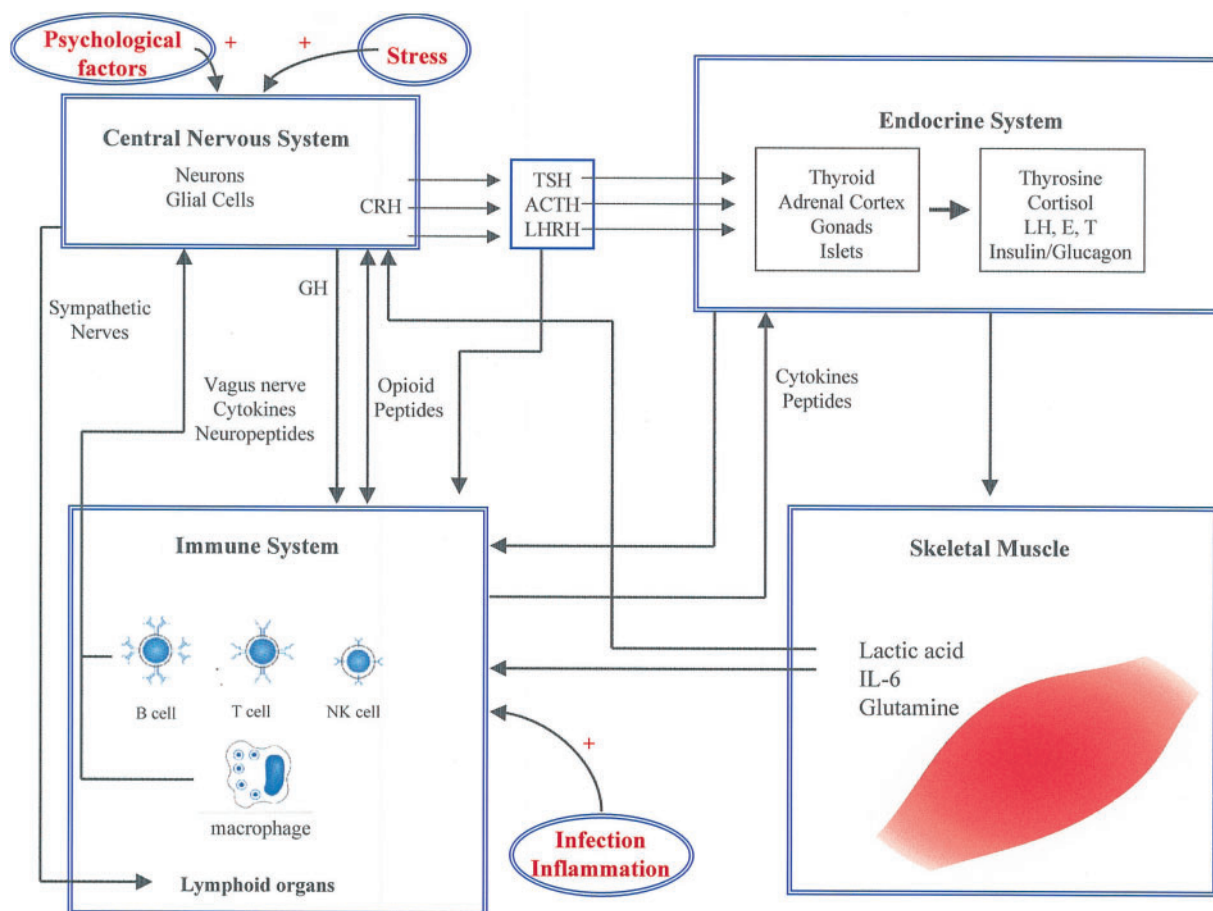 Psychological
factors
+
+
Stress
Central Nervous System
Neurons
Glial Cells
CRH
TSH
ACTH
LHRH
Endocrine System
Thyroid
Adrenal Cortex
Gonads
Islets
Thyrosine
Cortisol
LH, E, T
Insulin/Glucagon
Sympathetic
Nerves
GH
Vagus nerve
Cytokines
Neuropeptides
Opioid
Peptides
Cytokines
Peptides
Immune System
B cell
T cell
NK cell
macrophage
Lymphoid organs
Skeletal Muscle
Lactic acid
IL-6
Glutamine
+
Infection
Inflammation